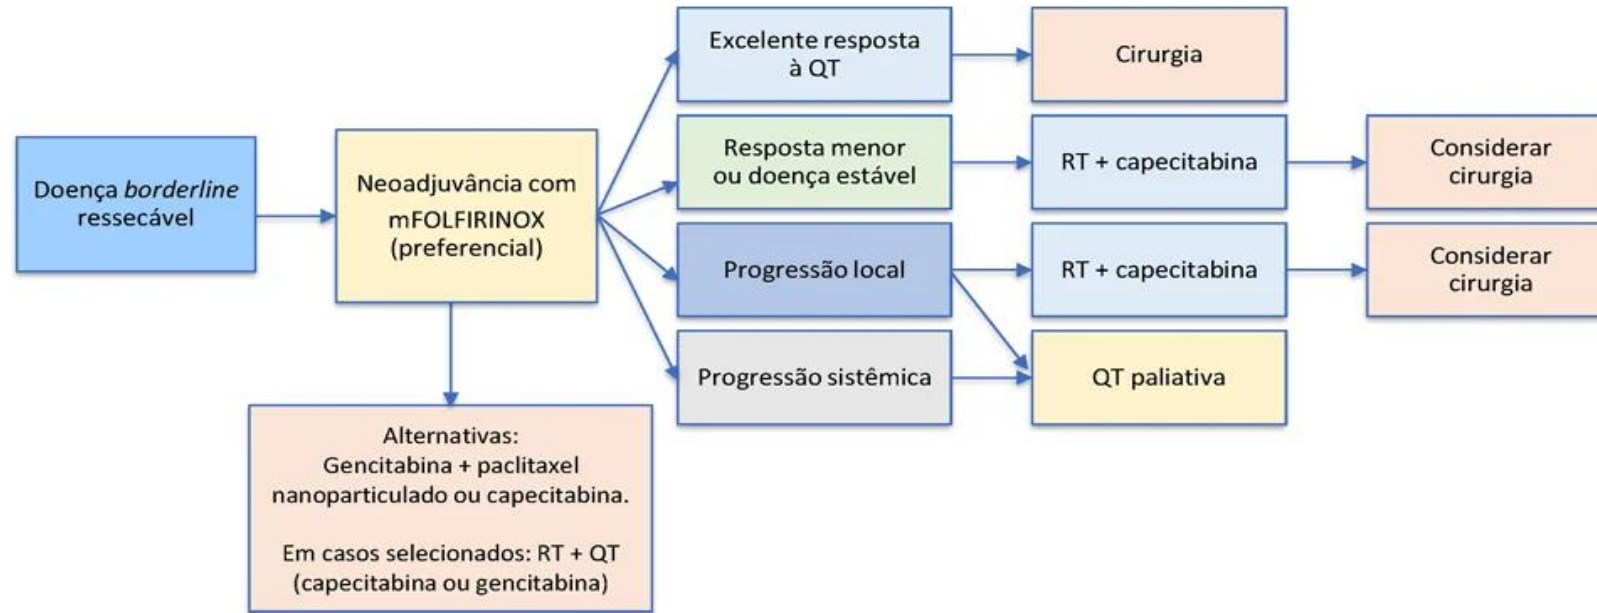 Doença borderline
ressecável
Neoadjuvância com
mFOLFIRINOX
(preferencial)
Alternativas:
Gencitabina + paclitaxel
nanoparticulado ou capecitabina.
Em casos selecionados: RT + QT
(capecitabina ou gencitabina)
Excelente resposta
à QT
Cirurgia
Resposta menor
ou doença estável
RT + capecitabina
Considerar
cirurgia
Progressão local
RT + capecitabina
Considerar
cirurgia
Progressão sistêmica
QT paliativa